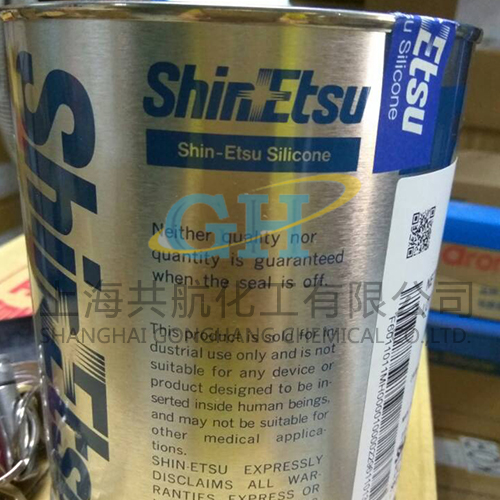 ShinEtsu
Shin-Etsu Silicone
Neither quality nor
quantity is guaranteed
when the seal is off.
This product is sold for in-
dustrial use only and is not
suitable for any device or
product designed to be in-
serted inside human beings,
and may not be suitable for
other medical applica-
tions.
SHIN-ETSU EXPRESSLY
DISCLAIMS ALL WAR-
RANTIES, EXPRESS OR
Shin-Etsu
Etsu
u Silicone
GH
上海共航化工有限公司
SHANGHAI GONGHANG CHEMICAL CO.,LTD.